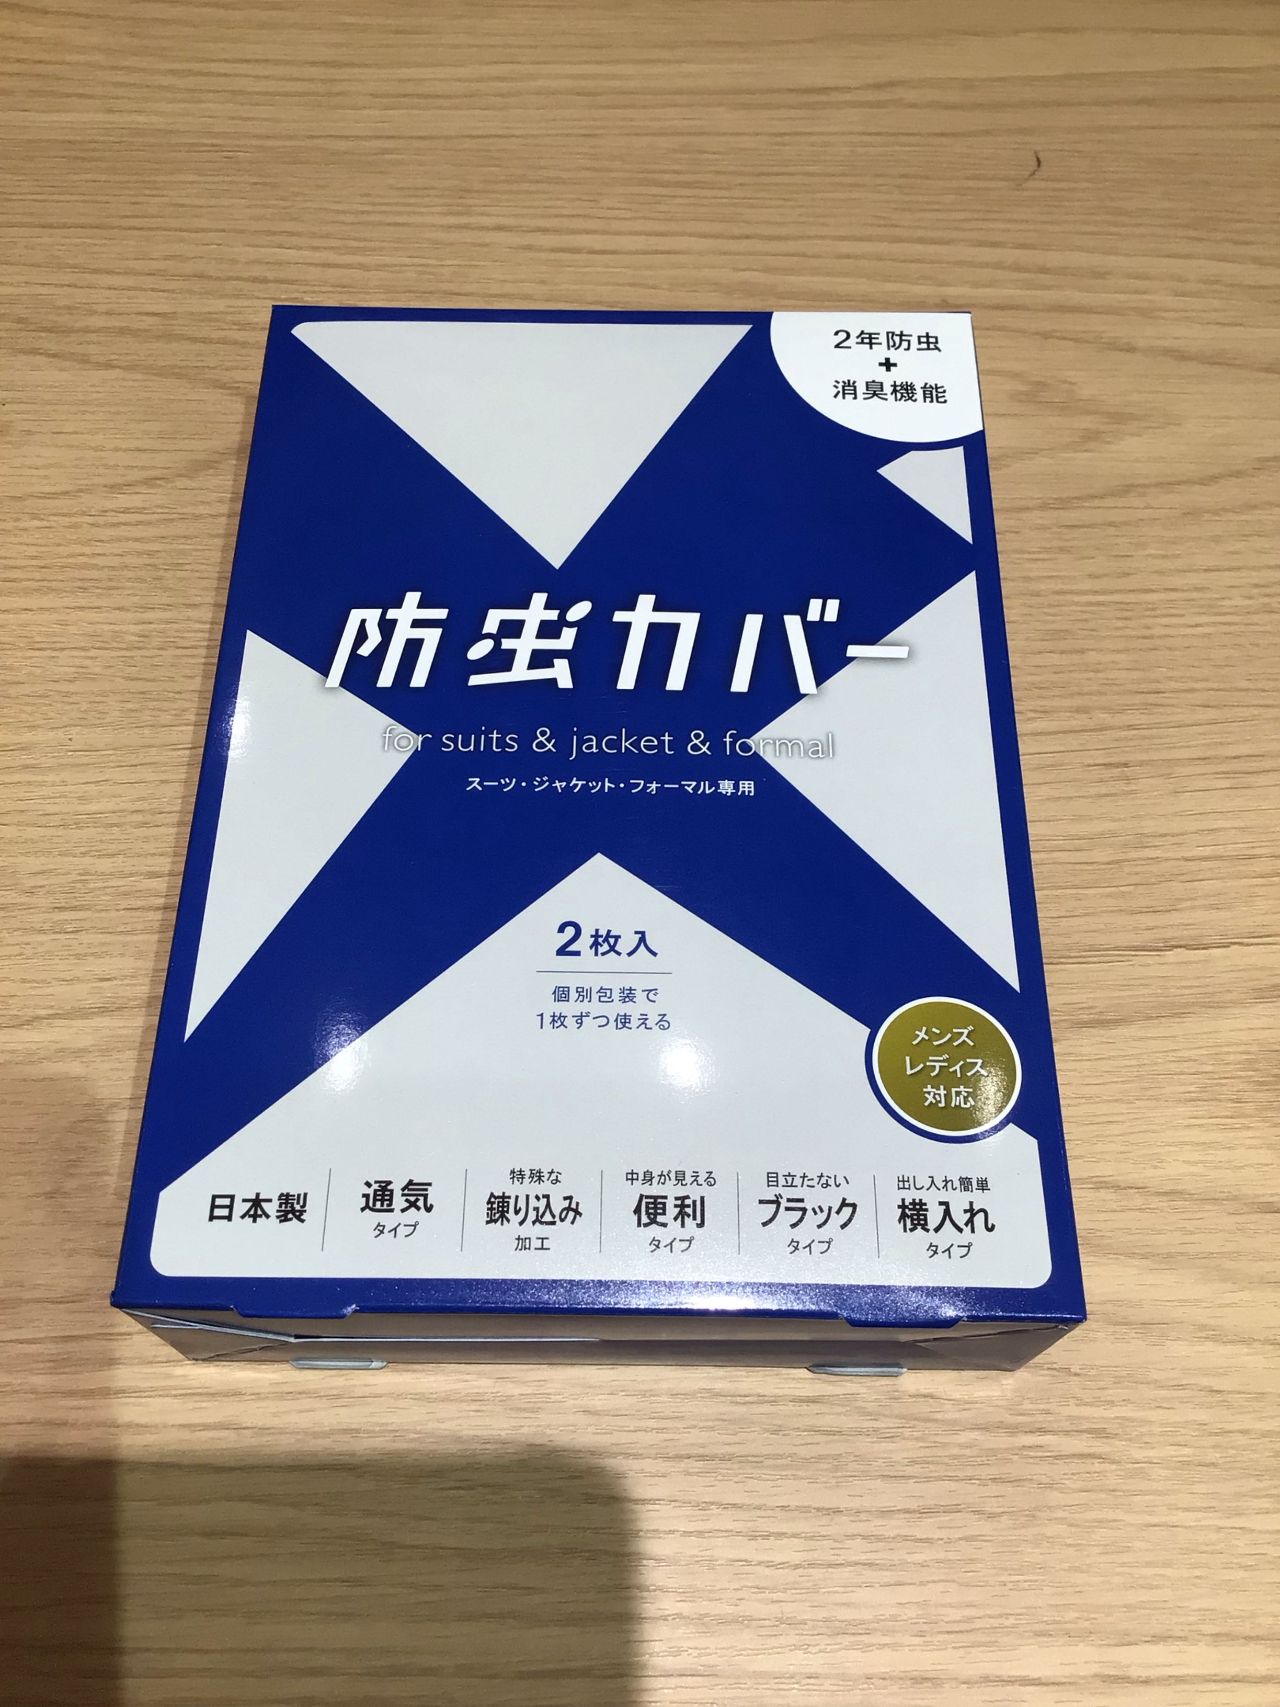 2年防虫
+
消臭機能
防虫カバー
for suits & jacket & formal
スーツ・ジャケット・フォーマル専用
2枚入
個別包装で
1枚ずつ使える
メンズ
レディス
対応
日本製
通気
タイプ
特殊な
錬り込み
加工
中身が見える
便利
タイプ
目立たない
ブラック
タイプ
出し入れ簡単
横入れ
タイプ